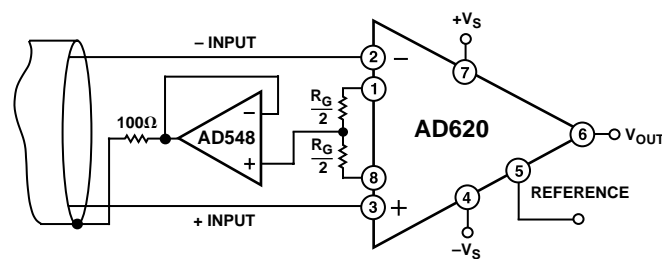 +VS
– INPUT
2
–
7
1
RG
2
100Ω
–
AD548
+
AD620
6
VOUT
RG
2
8
5
REFERENCE
3
+
4
+ INPUT
–VS